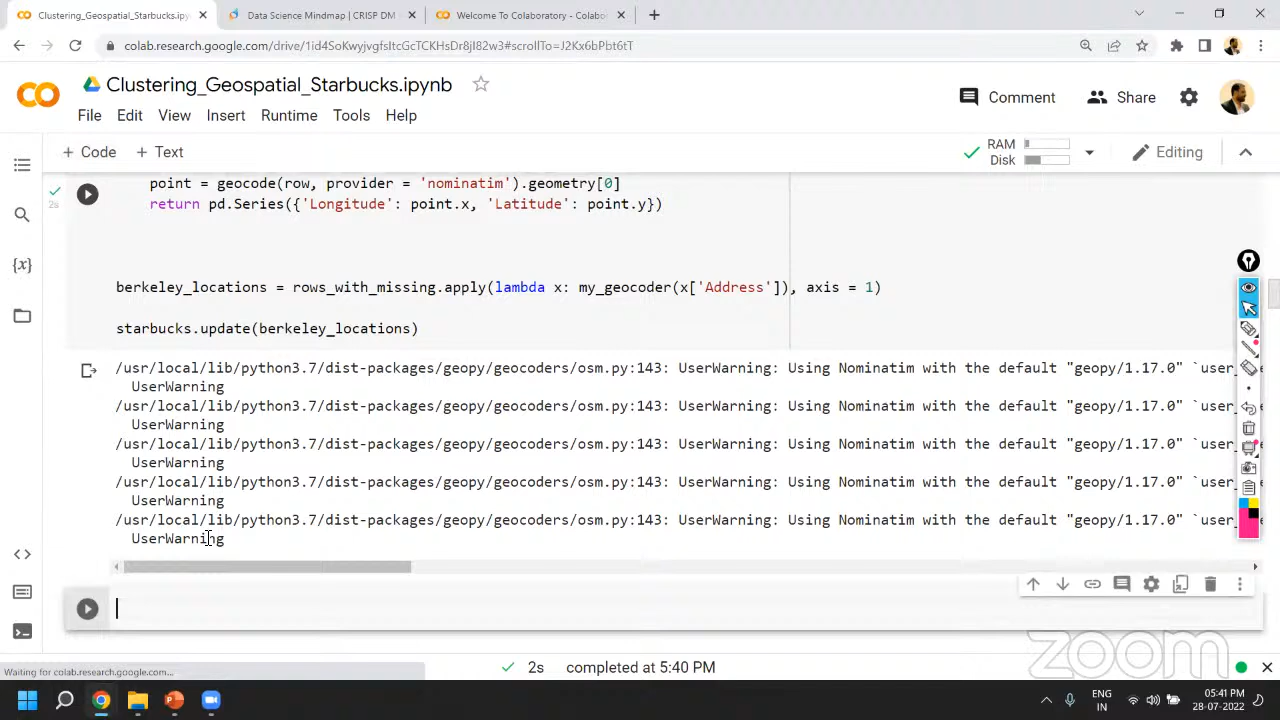 Clustering_Geospatial_Starbucks.ipyn
Data Science Mindmap | CRISP DM
Welcome To Colaboratory - Colabor
colab.research.google.com/drive/1id4SoKwyjvgfsItcGcTCKHsDr8jI82w3#scrollTo=J2Kx6bPbt6tT
Clustering_Geospatial_Starbucks.ipynb
File Edit View Insert Runtime Tools Help
Comment
Share
+ Code + Text
RAM
Disk
Editing
2s
point = geocode(row, provider = 'nominatim').geometry[0]
return pd.Series({'Longitude': point.x, 'Latitude': point.y})
berkeley_locations = rows_with_missing.apply(lambda x: my_geocoder(x['Address']), axis = 1)
starbucks.update(berkeley_locations)
/usr/local/lib/python3.7/dist-packages/geopy/geocoders/osm.py:143: UserWarning: Using Nominatim with the default "geopy/1.17.0" `user_
UserWarning
/usr/local/lib/python3.7/dist-packages/geopy/geocoders/osm.py:143: UserWarning: Using Nominatim with the default "geopy/1.17.0" `user_
UserWarning
/usr/local/lib/python3.7/dist-packages/geopy/geocoders/osm.py:143: UserWarning: Using Nominatim with the default "geopy/1.17.0" `user_
UserWarning
/usr/local/lib/python3.7/dist-packages/geopy/geocoders/osm.py:143: UserWarning: Using Nominatim with the default "geopy/1.17.0" `user_
UserWarning
/usr/local/lib/python3.7/dist-packages/geopy/geocoders/osm.py:143: UserWarning: Using Nominatim with the default "geopy/1.17.0" `user_
UserWarning
zoom
Waiting for colab.research.google.com...
2s completed at 5:40 PM
ENG
IN
05:41 PM
28-07-2022